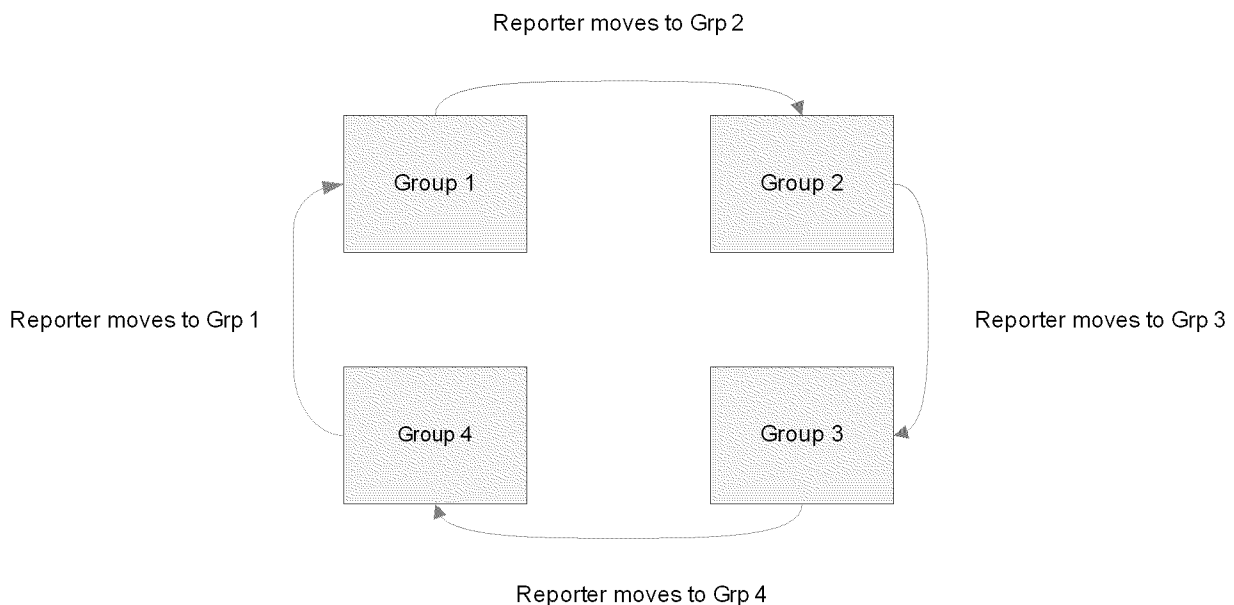 Reporter moves to Grp 2
Group 1
Group 2
Reporter moves to Grp 1
Reporter moves to Grp 3
Group 4
Group 3
Reporter moves to Grp 4